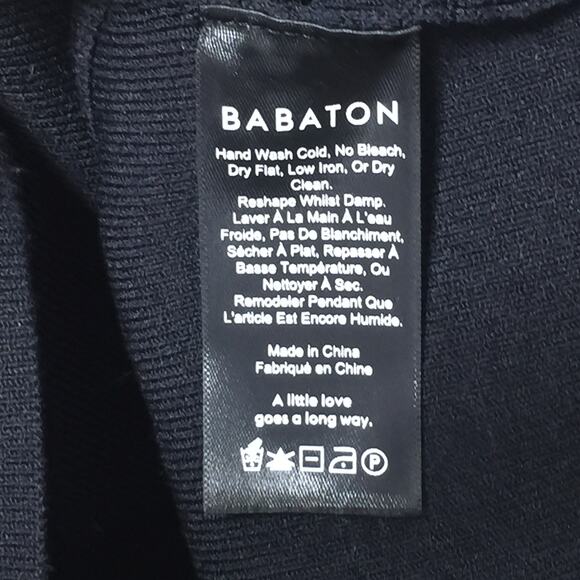 BABATON
Hand Wash Cold, No Bleach,
Dry Flat, Low Iron, Or Dry
Clean.
Reshape Whilst Damp.
Laver À La Main À L'eau
Froide, Pas De Blanchiment,
Sécher À Plat, Repasser À
Basse Température, Ou
Nettoyer À Sec.
Remodeler Pendant Que
L'article Est Encore Humide.
Made in China
Fabriqué en Chine
A little love
goes a long way.
P